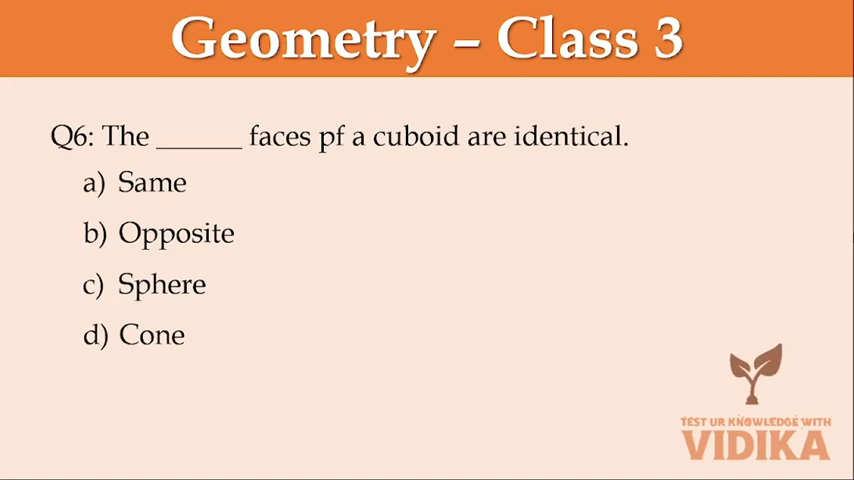 Geometry – Class 3
Q6: The ______ faces pf a cuboid are identical.
a) Same
b) Opposite
c) Sphere
d) Cone
TEST UR KNOWLEDGE WITH
VIDIKA